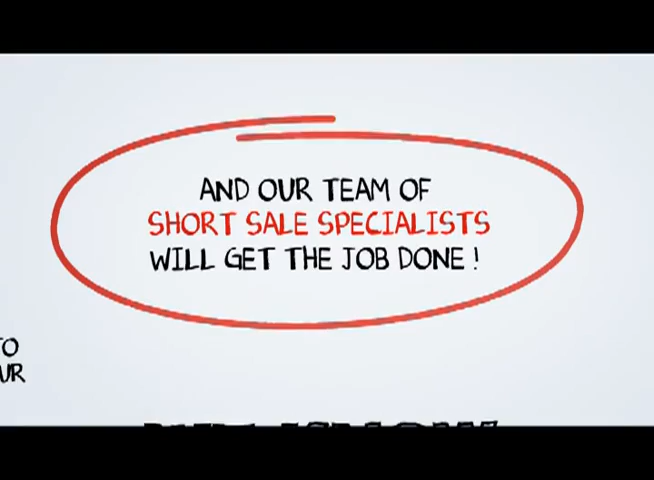 AND OUR TEAM OF
SHORT SALE SPECIALISTS
WILL GET THE JOB DONE !